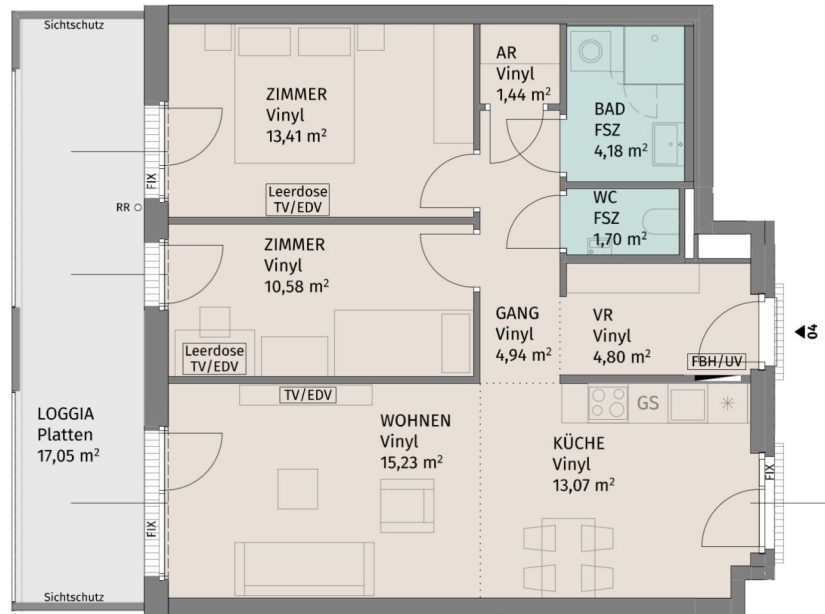 Sichtschutz
ZIMMER
Vinyl
13,41 m²
Leerdose
TV/EDV
AR
Vinyl
1,44 m²
BAD
FSZ
4,18 m²
FIX
RR
WC
FSZ
1,70 m²
ZIMMER
Vinyl
10,58 m²
Leerdose
TV/EDV
GANG
Vinyl
4,94 m²
VR
Vinyl
4,80 m²
FBH/UV
04
LOGGIA
Platten
17,05 m²
TV/EDV
WOHNEN
Vinyl
15,23 m²
GS
KÜCHE
Vinyl
13,07 m²
FIX
FIX
Sichtschutz